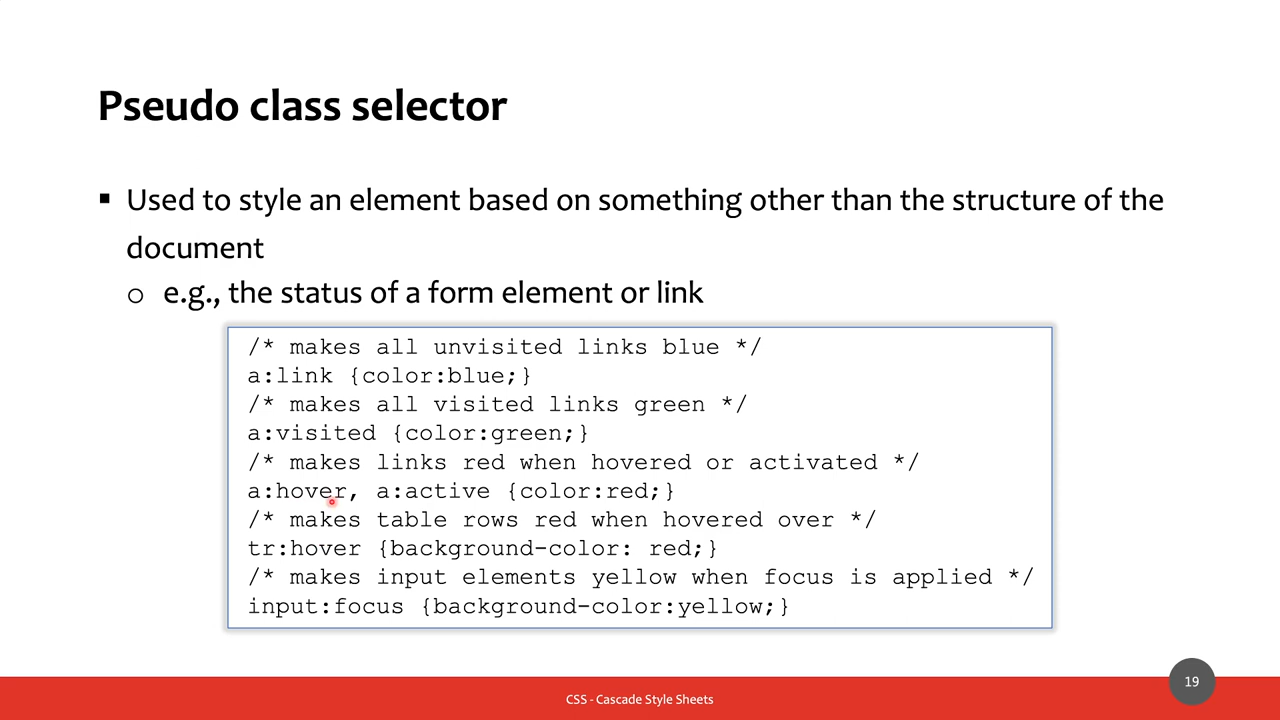 Pseudo class selector
▪ Used to style an element based on something other than the structure of the
document
o e.g., the status of a form element or link
/* makes all unvisited links blue */
a:link {color:blue;}
/* makes all visited links green */
a:visited {color:green;}
/* makes links red when hovered or activated */
a:hover, a:active {color:red;}
/* makes table rows red when hovered over */
tr:hover {background-color: red;}
/* makes input elements yellow when focus is applied */
input:focus {background-color:yellow;}
19
CSS - Cascade Style Sheets